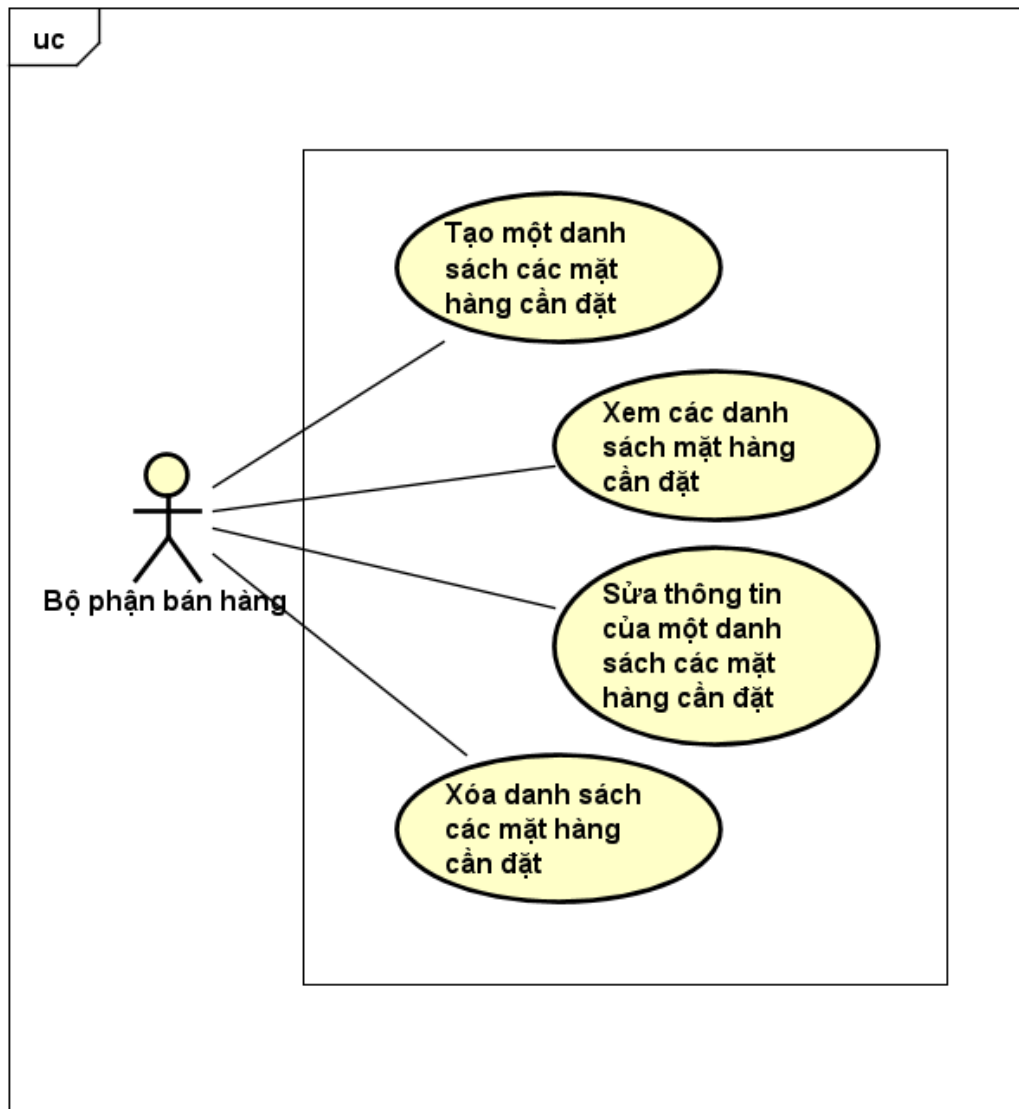 uc
Tạo một danh
sách các mặt
hàng cần đặt
Xem các danh
sách mặt hàng
cần đặt
Bộ phận bán hàng
Sửa thông tin
của một danh
sách các mặt
hàng cần đặt
Xóa danh sách
các mặt hàng
cần đặt